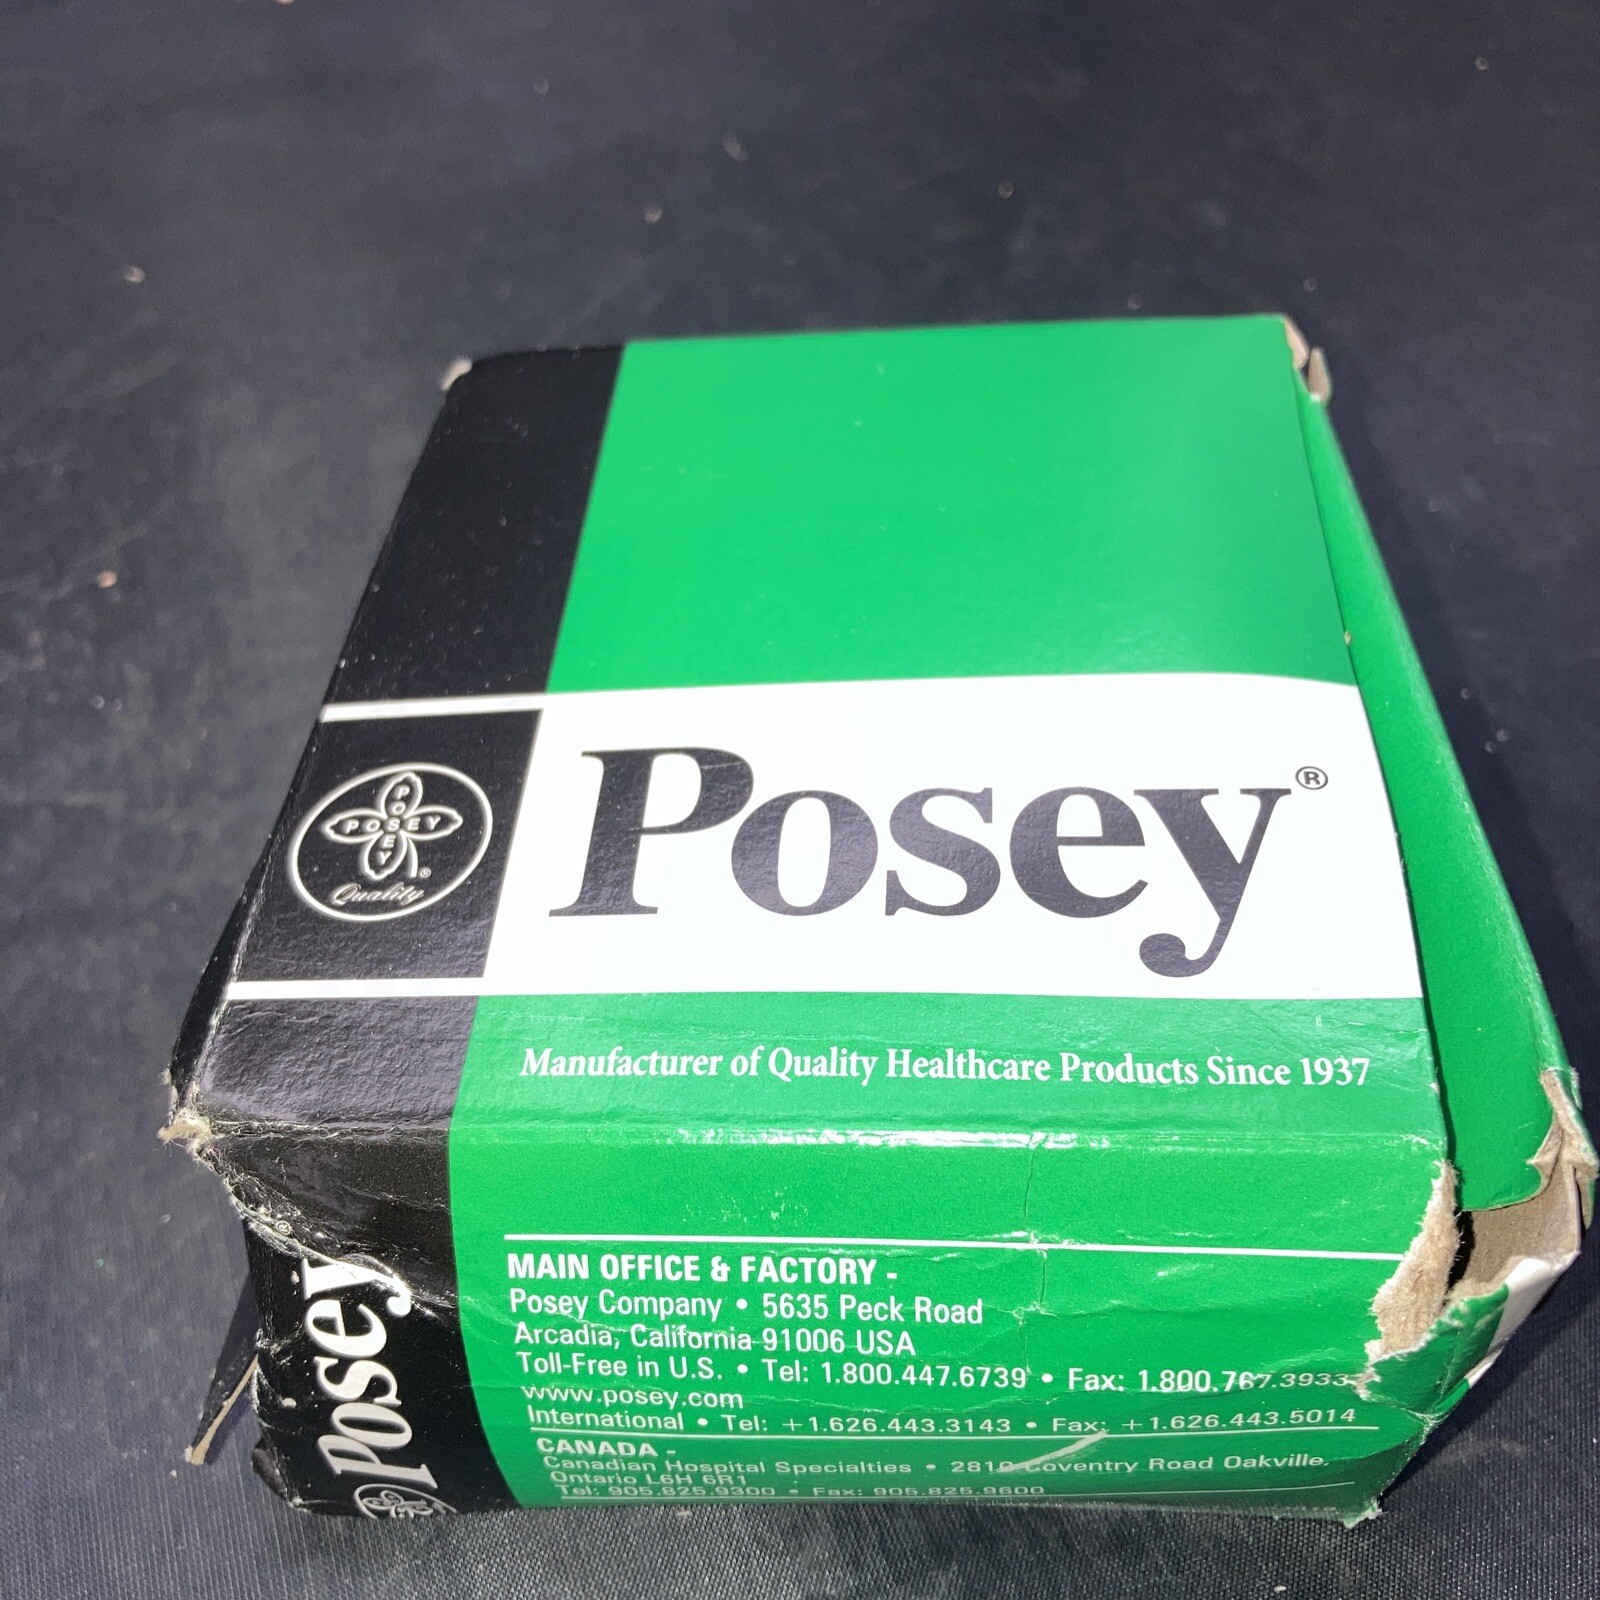 POSEY
POSEY
Quality
Posey®
Manufacturer of Quality Healthcare Products Since 1937
Posey®
MAIN OFFICE & FACTORY -
Posey Company • 5635 Peck Road
Arcadia, California 91006 USA
Toll-Free in U.S. • Tel: 1.800.447.6739 • Fax: 1.800.767.3933
www.posey.com
International • Tel: +1.626.443.3143 • Fax: +1.626.443.5014
CANADA -
Canadian Hospital Specialties • 2810 Coventry Road Oakville,
Ontario L6H 6R1
Tel: 905.825.9300 • Fax: 905.825.9600